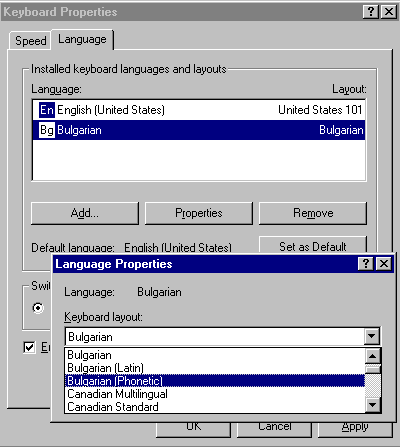 Keyboard Properties
Speed Language
Installed keyboard languages and layouts
Language: Layout:
En English (United States) United States 101
Bg Bulgarian Bulgarian
Add... Properties Remove
Default language: English (United States) Set as Default
Language Properties
Language: Bulgarian
Keyboard layout:
Bulgarian
Bulgarian
Bulgarian (Latin)
Bulgarian (Phonetic)
Canadian Multilingual
Canadian Standard
OK Cancel Apply